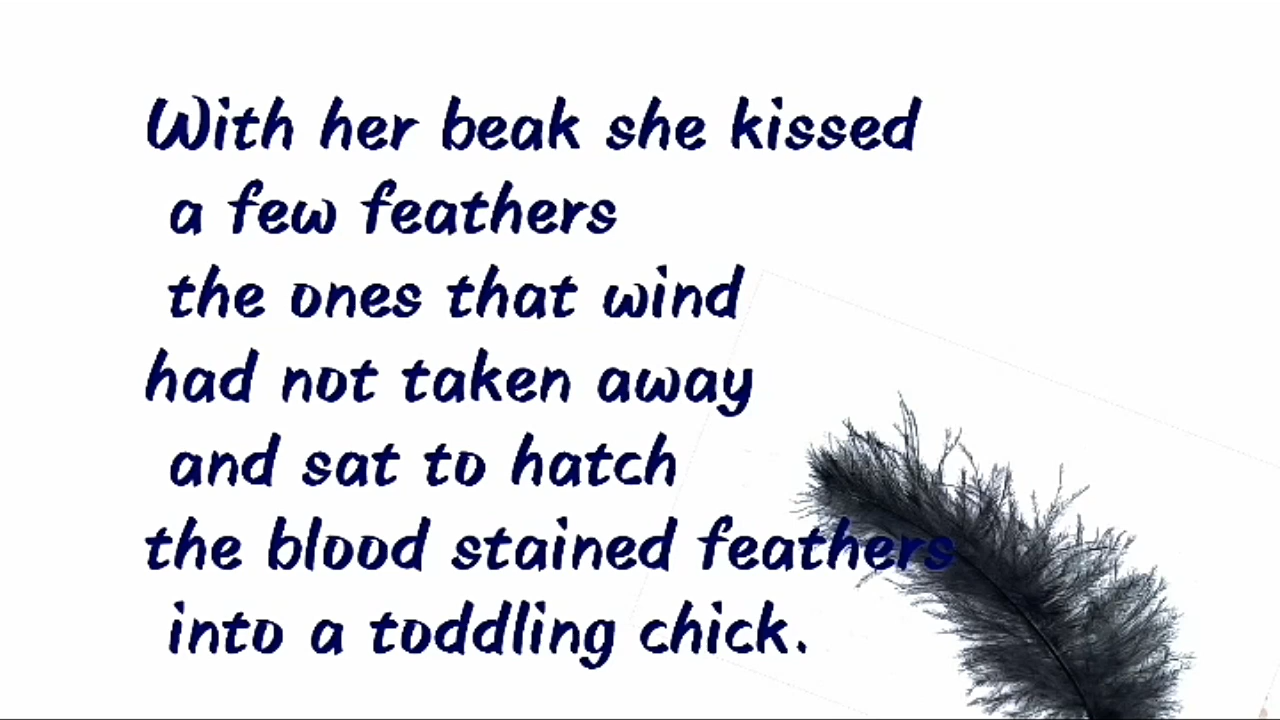 With her beak she kissed
a few feathers
the ones that wind
had not taken away
and sat to hatch
the blood stained feathers
into a toddling chick.